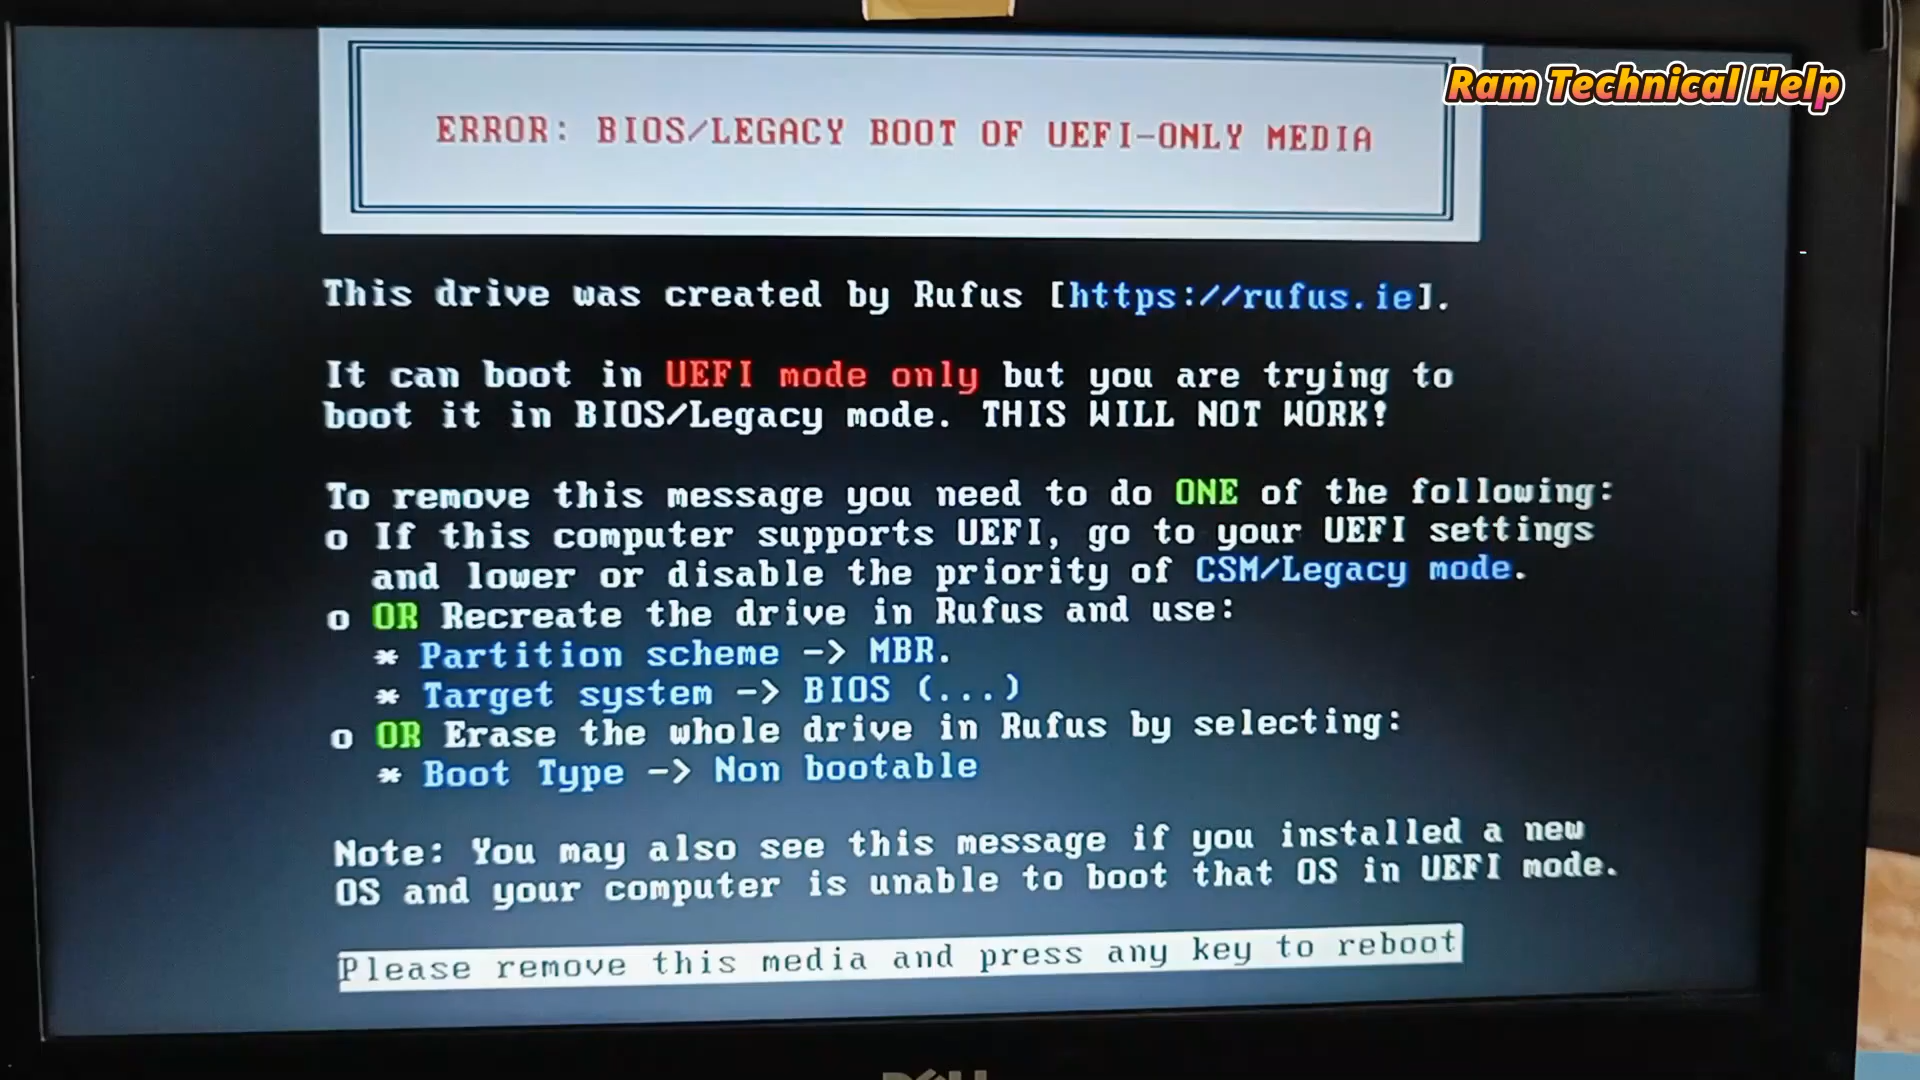 Ram Technical Help
ERROR: BIOS/LEGACY BOOT OF UEFI-ONLY MEDIA
This drive was created by Rufus [https://rufus.ie].
It can boot in UEFI mode only but you are trying to
boot it in BIOS/Legacy mode. THIS WILL NOT WORK!
To remove this message you need to do ONE of the following:
o If this computer supports UEFI, go to your UEFI settings
and lower or disable the priority of CSM/Legacy mode.
o OR Recreate the drive in Rufus and use:
* Partition scheme -> MBR.
* Target system -> BIOS (...)
o OR Erase the whole drive in Rufus by selecting:
* Boot Type -> Non bootable
Note: You may also see this message if you installed a new
OS and your computer is unable to boot that OS in UEFI mode.
Please remove this media and press any key to reboot
DELL